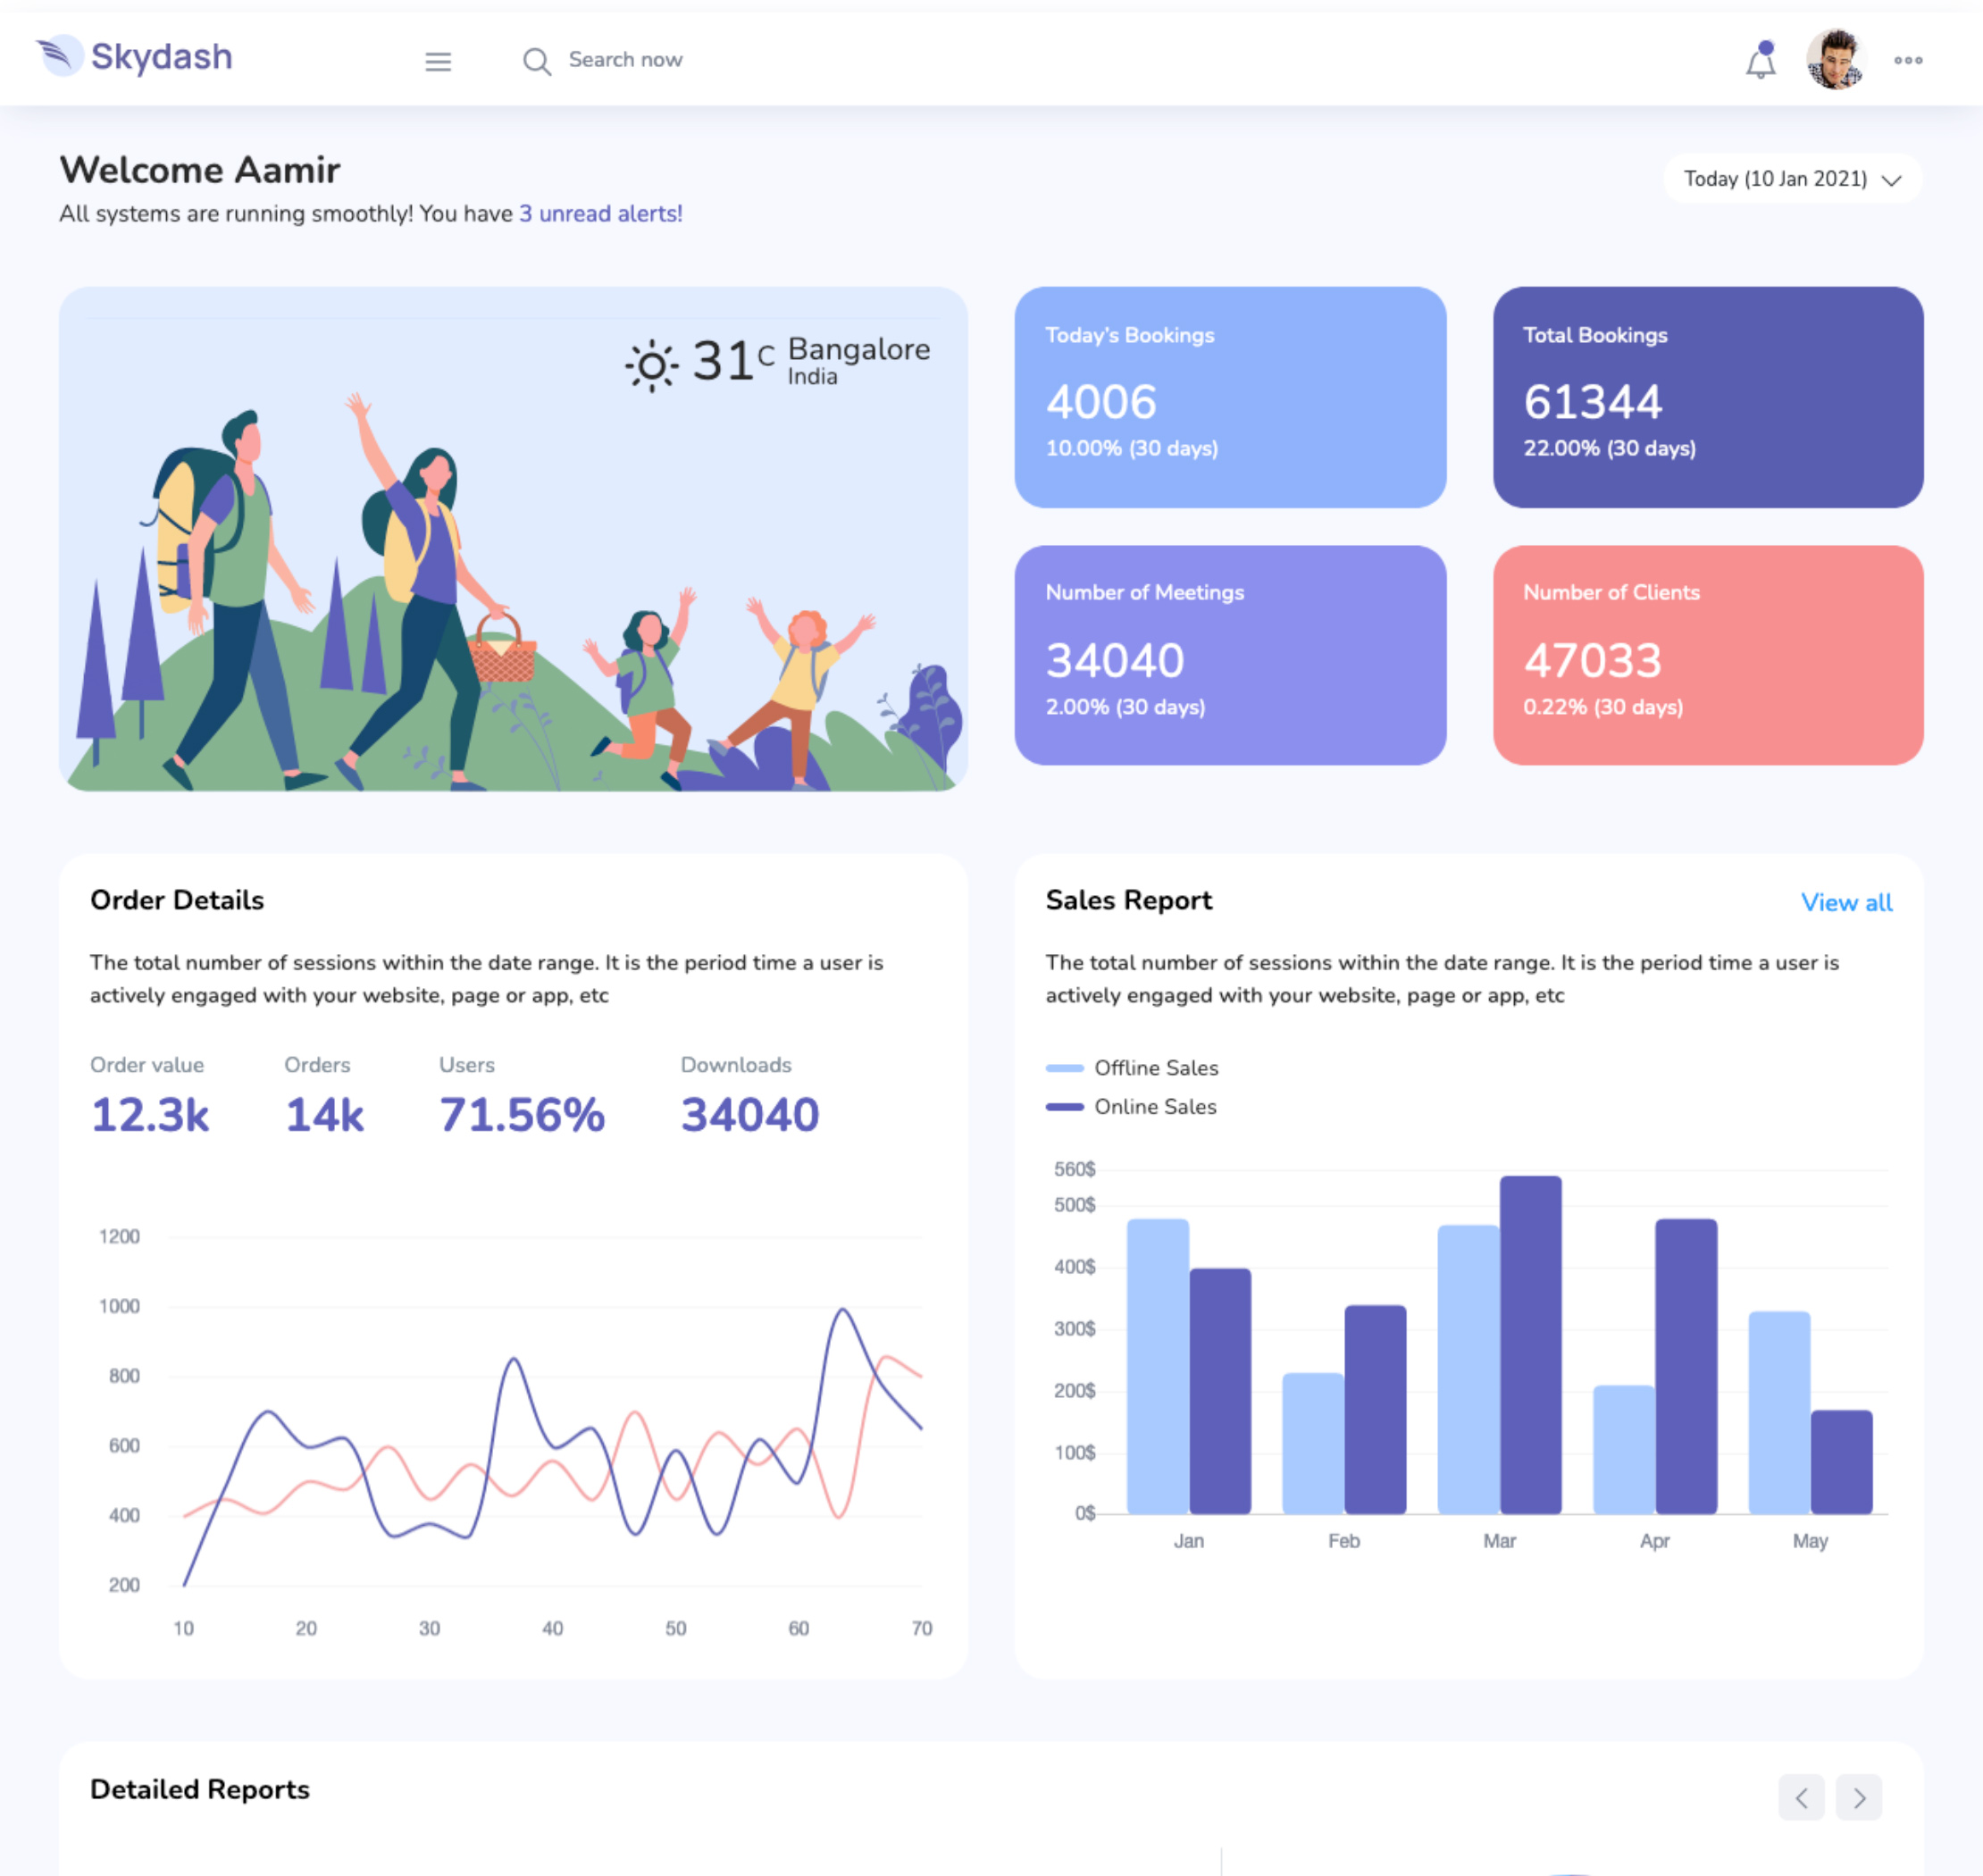 Skydash
Search now
Welcome Aamir
All systems are running smoothly! You have 3 unread alerts!
Today (10 Jan 2021)
31C Bangalore
India
Today's Bookings
4006
10.00% (30 days)
Total Bookings
61344
22.00% (30 days)
Number of Meetings
34040
2.00% (30 days)
Number of Clients
47033
0.22% (30 days)
Order Details
The total number of sessions within the date range. It is the period time a user is
actively engaged with your website, page or app, etc
Order value
12.3k
Orders
14k
Users
71.56%
Downloads
34040
1200
1000
800
600
400
200
10 20 30 40 50 60 70
Sales Report
View all
The total number of sessions within the date range. It is the period time a user is
actively engaged with your website, page or app, etc
Offline Sales
Online Sales
560$
500$
400$
300$
200$
100$
0$
Jan Feb Mar Apr May
Detailed Reports